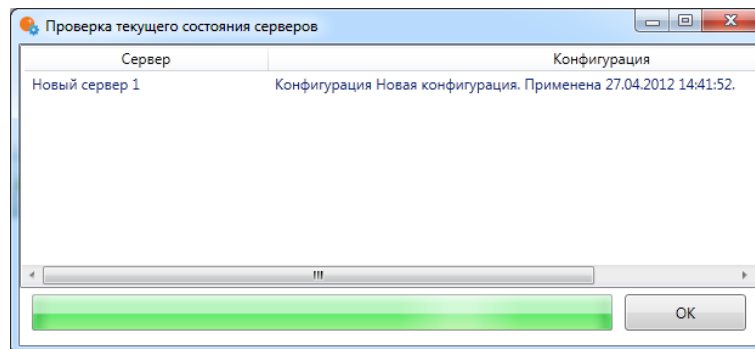 Проверка текущего состояния серверов
Сервер Конфигурация
Новый сервер 1 Конфигурация Новая конфигурация. Применена 27.04.2012 14:41:52.
OK